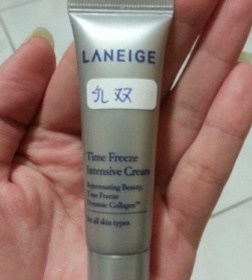 LANEIGE
九双
Time Freeze
Intensive Cream
Rejuvenating Beauty,
Time Freeze
Dynamic Collagen™
For all skin types